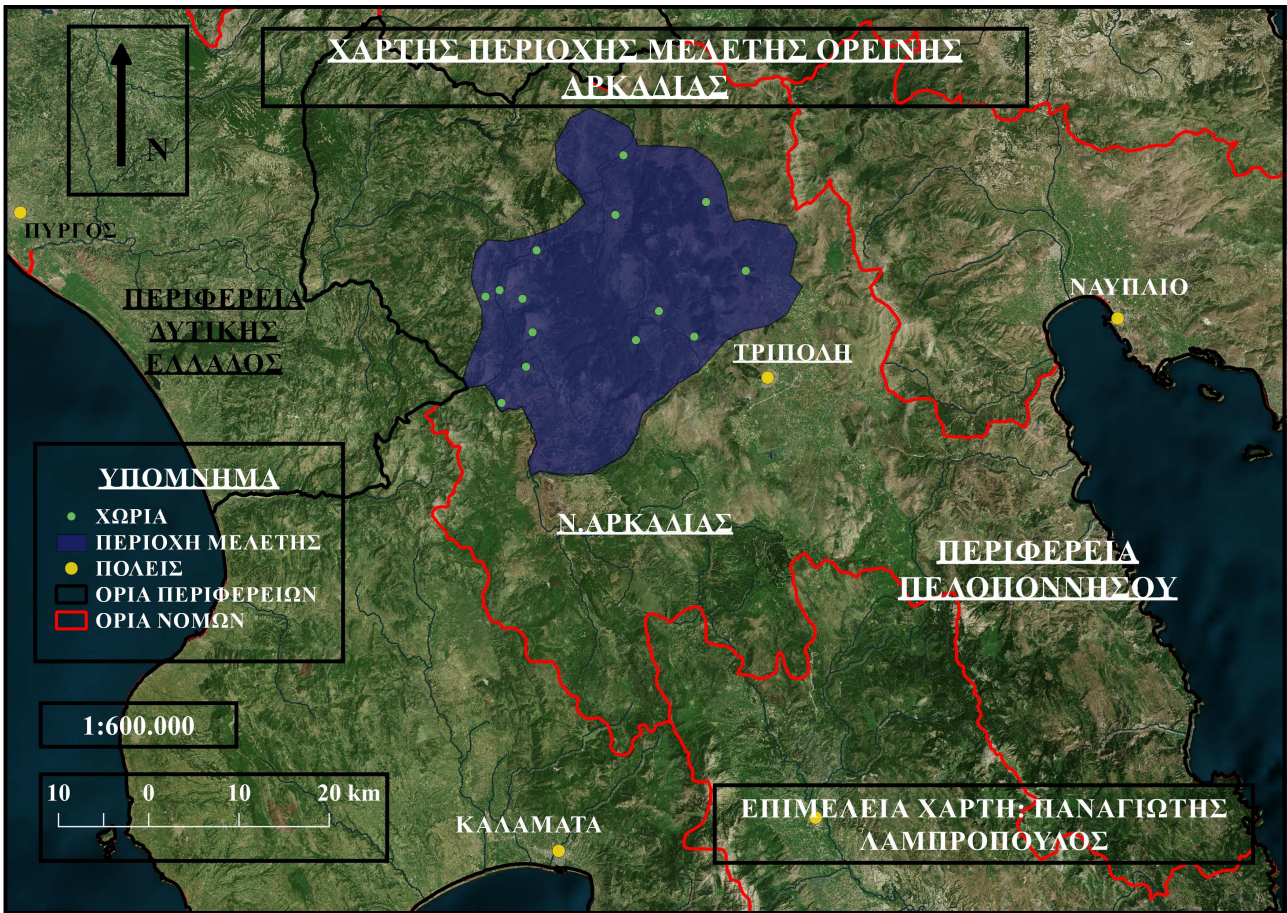 ΧΑΡΤΗΣ ΠΕΡΙΟΧΗΣ ΜΕΛΕΤΗΣ ΟΡΕΙΝΗΣ
ΑΡΚΑΔΙΑΣ
N
ΠΥΡΓΟΣ
ΠΕΡΙΦΕΡΕΙΑ
ΔΥΤΙΚΗΣ
ΕΛΛΑΔΟΣ
ΝΑΥΠΛΙΟ
ΤΡΙΠΟΛΗ
ΥΠΟΜΝΗΜΑ
ΧΩΡΙΑ
ΠΕΡΙΟΧΗ ΜΕΛΕΤΗΣ
ΠΟΛΕΙΣ
ΟΡΙΑ ΠΕΡΙΦΕΡΕΙΩΝ
ΟΡΙΑ ΝΟΜΩΝ
Ν.ΑΡΚΑΔΙΑΣ
ΠΕΡΙΦΕΡΕΙΑ
ΠΕΛΟΠΟΝΝΗΣΟΥ
1:600.000
10 0 10 20 km
ΚΑΛΑΜΑΤΑ
ΕΠΙΜΕΛΕΙΑ ΧΑΡΤΗ: ΠΑΝΑΓΙΩΤΗΣ
ΛΑΜΠΡΟΠΟΥΛΟΣ